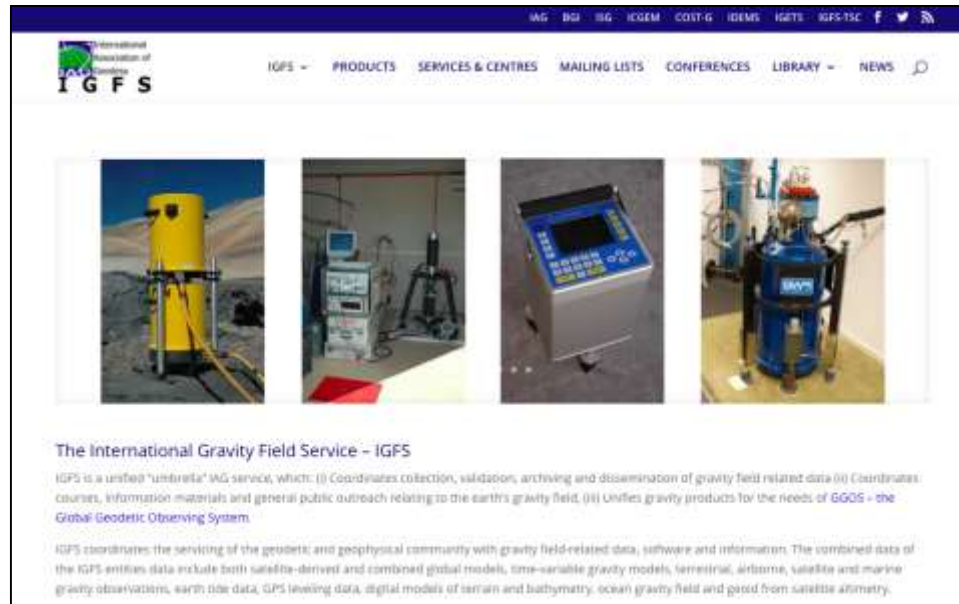 IAG BGI ISG ICGEM COST-G IDEMS IGETS IGFS-TSC
International
Association of
Geodesy
IAG
I G F S
IGFS PRODUCTS SERVICES & CENTRES MAILING LISTS CONFERENCES LIBRARY NEWS
The International Gravity Field Service – IGFS
IGFS is a unified "umbrella" IAG service, which: (i) Coordinates collection, validation, archiving and dissemination of gravity field related data (ii) Coordinates
courses, information materials and general public outreach relating to the earth's gravity field, (iii) Unifies gravity products for the needs of GGOS – the
Global Geodetic Observing System.
IGFS coordinates the servicing of the geodetic and geophysical community with gravity field-related data, software and information. The combined data of
the IGFS entities data include both satellite-derived and combined global models, time-variable gravity models, terrestrial, airborne, satellite and marine
gravity observations, earth tide data, GPS leveling data, digital models of terrain and bathymetry, ocean gravity field and geoid from satellite altimetry.